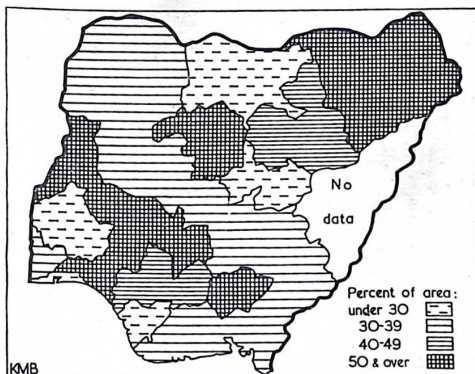 No
data
Percent of area:
under 30
30-39
40-49
50 & over
KMB